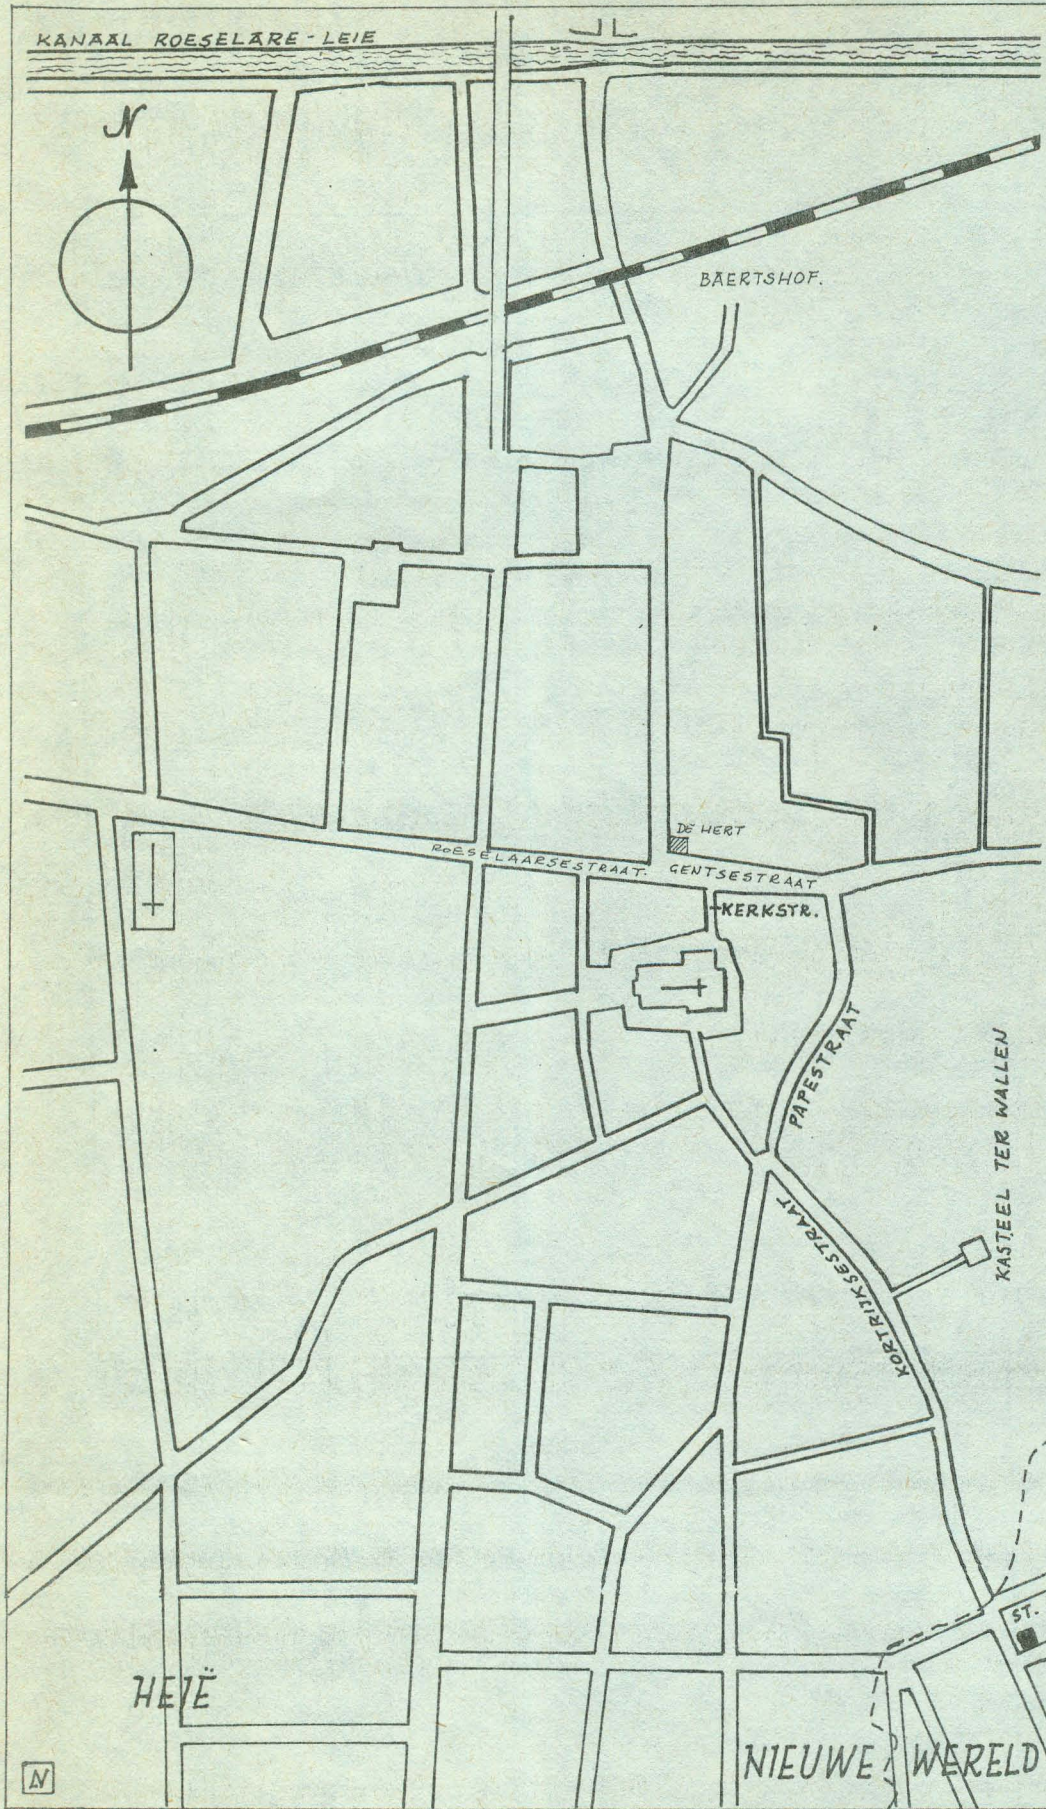 KANAAL ROESELARE - LEIE
N
BAERTSHOF.
DE HERT
ROESELAARSESTRAAT. GENTSESTRAAT
KERKSTR.
PAPESTRAAT
KASTEEL TER WALLEN
KORTRIJKSESTRAAT
ST.
HEIË
NIEUWE WERELD